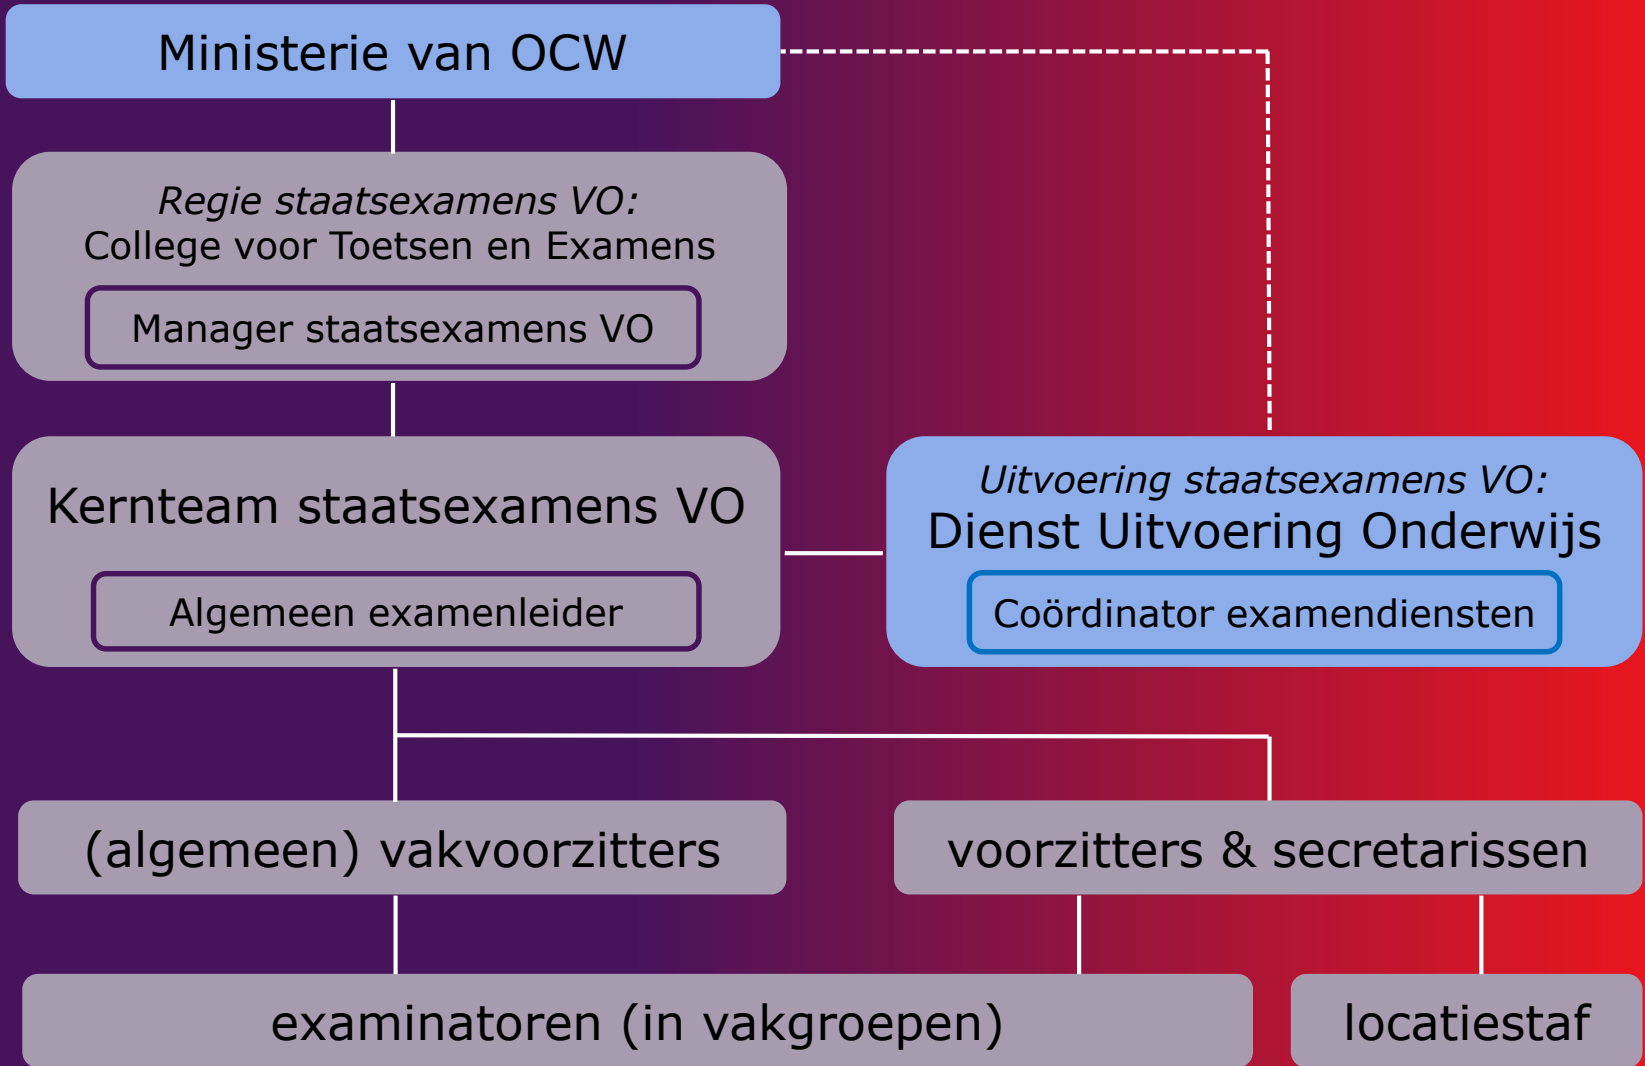 Ministerie van OCW
Regie staatsexamens VO:
College voor Toetsen en Examens
Manager staatsexamens VO
Kernteam staatsexamens VO
Algemeen examenleider
Uitvoering staatsexamens VO:
Dienst Uitvoering Onderwijs
Coördinator examendiensten
(algemeen) vakvoorzitters
voorzitters & secretarissen
examinatoren (in vakgroepen)
locatiestaf